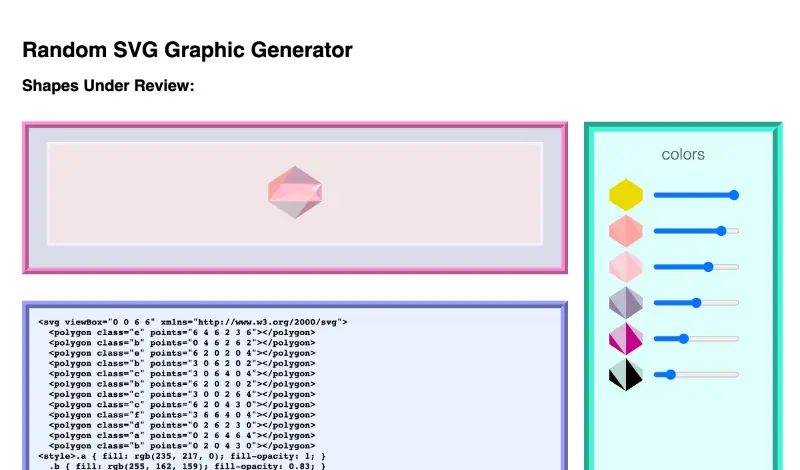 Random SVG Graphic Generator
Shapes Under Review:
colors
<svg viewBox="0 0 6 6" xmlns="http://www.w3.org/2000/svg">
<polygon class="e" points="6 4 6 2 3 6"></polygon>
<polygon class="b" points="0 4 6 2 6 2"></polygon>
<polygon class="e" points="6 2 0 2 0 4"></polygon>
<polygon class="b" points="3 0 6 2 0 2"></polygon>
<polygon class="c" points="3 0 6 4 0 4"></polygon>
<polygon class="b" points="6 2 0 2 0 2"></polygon>
<polygon class="c" points="3 0 0 2 6 4"></polygon>
<polygon class="c" points="6 2 0 4 3 0"></polygon>
<polygon class="f" points="3 6 6 4 0 4"></polygon>
<polygon class="d" points="0 2 6 2 3 0"></polygon>
<polygon class="a" points="0 2 6 4 6 4"></polygon>
<polygon class="b" points="0 2 0 4 3 0"></polygon>
<style>.a { fill: rgb(235, 217, 0); fill-opacity: 1; }
.b { fill: rgb(255, 162, 159); fill-opacity: 0.83; }